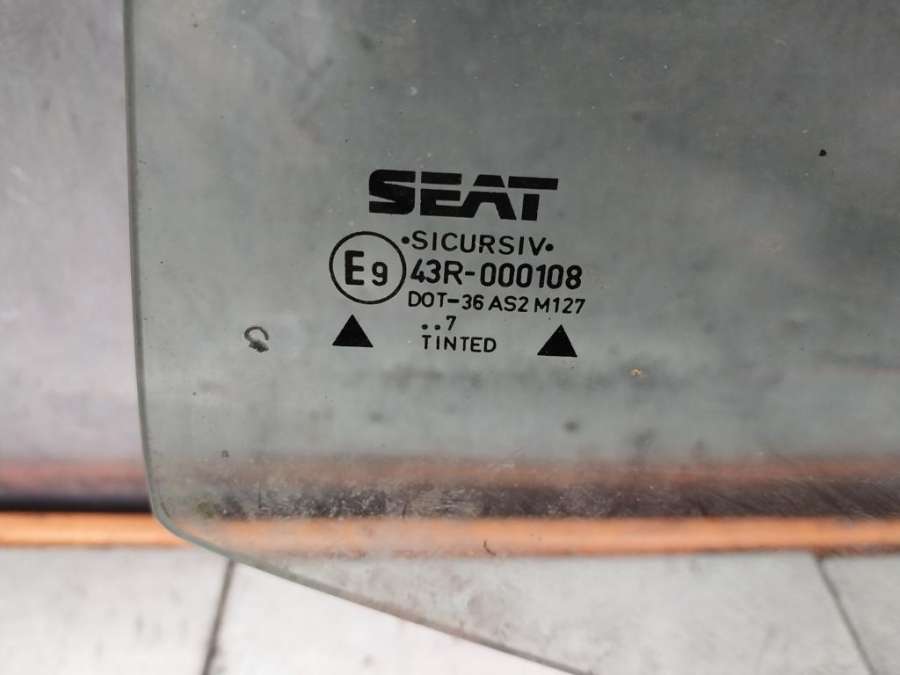 SEAT
•SICURSIV•
E9 43R-000108
DOT-36 AS2 M127
..7
TINTED